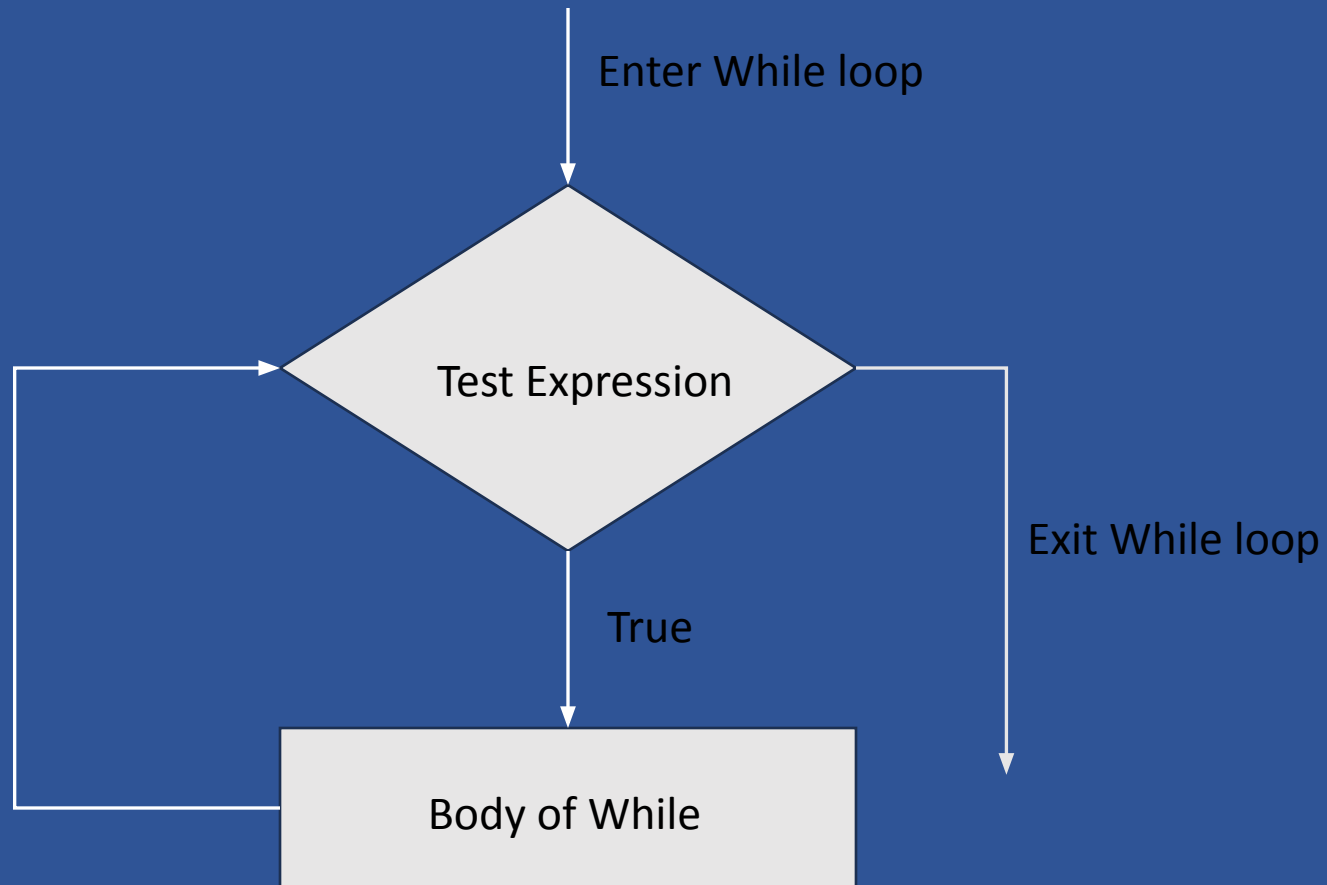 Enter While loop
Test Expression
Exit While loop
True
Body of While